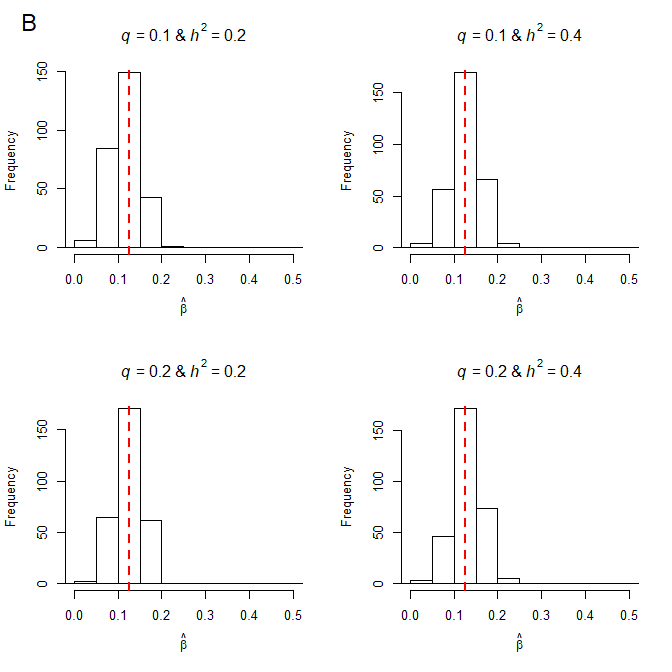 B
q = 0.1 & h² = 0.2
Frequency
0 50 100 150
0.0 0.1 0.2 0.3 0.4 0.5
β̂
q = 0.1 & h² = 0.4
Frequency
0 50 100 150
0.0 0.1 0.2 0.3 0.4 0.5
β̂
q = 0.2 & h² = 0.2
Frequency
0 50 100 150
0.0 0.1 0.2 0.3 0.4 0.5
β̂
q = 0.2 & h² = 0.4
Frequency
0 50 100 150
0.0 0.1 0.2 0.3 0.4 0.5
β̂